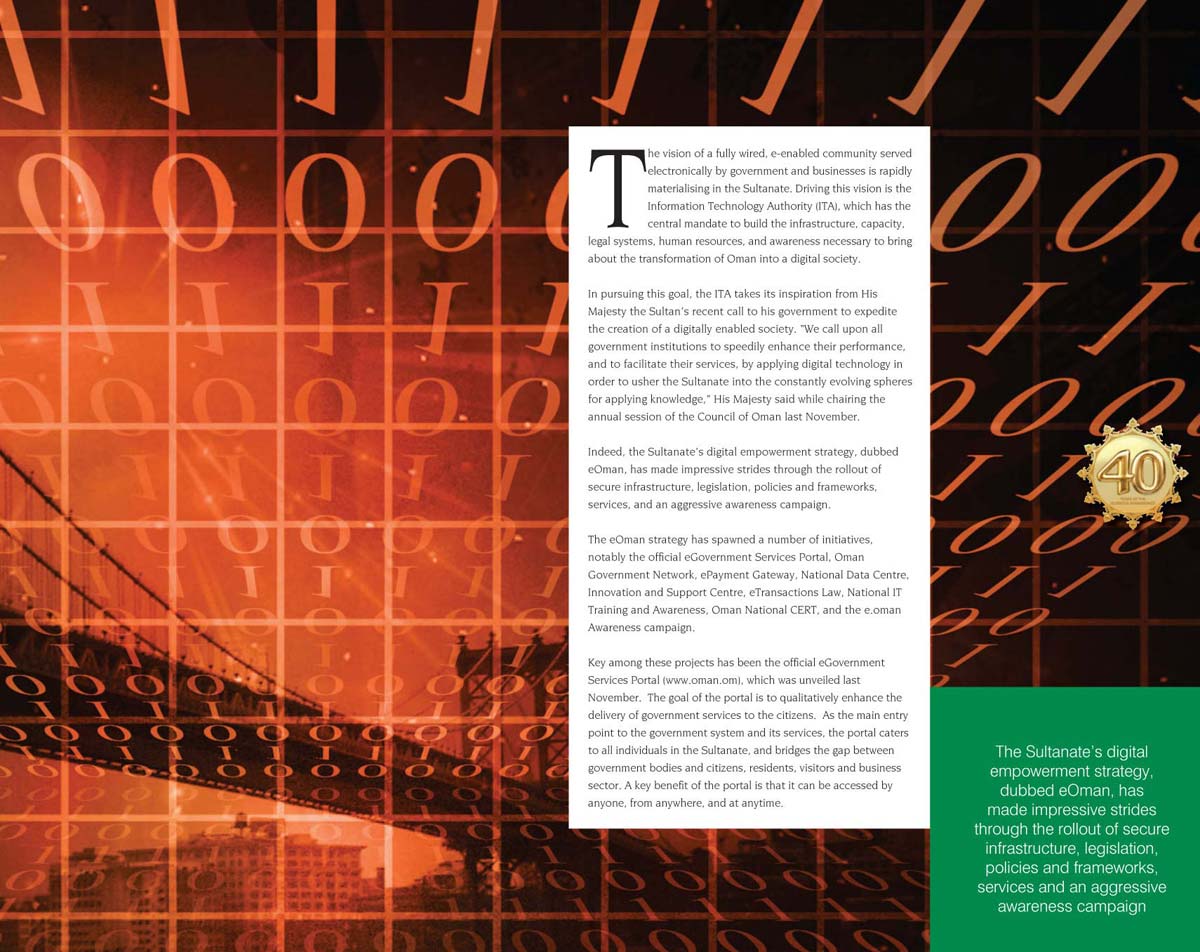 The vision of a fully wired, e-enabled community served
electronically by government and businesses is rapidly
materialising in the Sultanate. Driving this vision is the
Information Technology Authority (ITA), which has the
central mandate to build the infrastructure, capacity,
legal systems, human resources, and awareness necessary to bring
about the transformation of Oman into a digital society.
In pursuing this goal, the ITA takes its inspiration from His
Majesty the Sultan's recent call to his government to expedite
the creation of a digitally enabled society. "We call upon all
government institutions to speedily enhance their performance,
and to facilitate their services, by applying digital technology in
order to usher the Sultanate into the constantly evolving spheres
for applying knowledge," His Majesty said while chairing the
annual session of the Council of Oman last November.
Indeed, the Sultanate's digital empowerment strategy, dubbed
eOman, has made impressive strides through the rollout of
secure infrastructure, legislation, policies and frameworks,
services, and an aggressive awareness campaign.
The eOman strategy has spawned a number of initiatives,
notably the official eGovernment Services Portal, Oman
Government Network, ePayment Gateway, National Data Centre,
Innovation and Support Centre, eTransactions Law, National IT
Training and Awareness, Oman National CERT, and the e.oman
Awareness campaign.
Key among these projects has been the official eGovernment
Services Portal (www.oman.om), which was unveiled last
November. The goal of the portal is to qualitatively enhance the
delivery of government services to the citizens. As the main entry
point to the government system and its services, the portal caters
to all individuals in the Sultanate, and bridges the gap between
government bodies and citizens, residents, visitors and business
sector. A key benefit of the portal is that it can be accessed by
anyone, from anywhere, and at anytime.
40
The Sultanate's digital
empowerment strategy,
dubbed eOman, has
made impressive strides
through the rollout of secure
infrastructure, legislation,
policies and frameworks,
services and an aggressive
awareness campaign